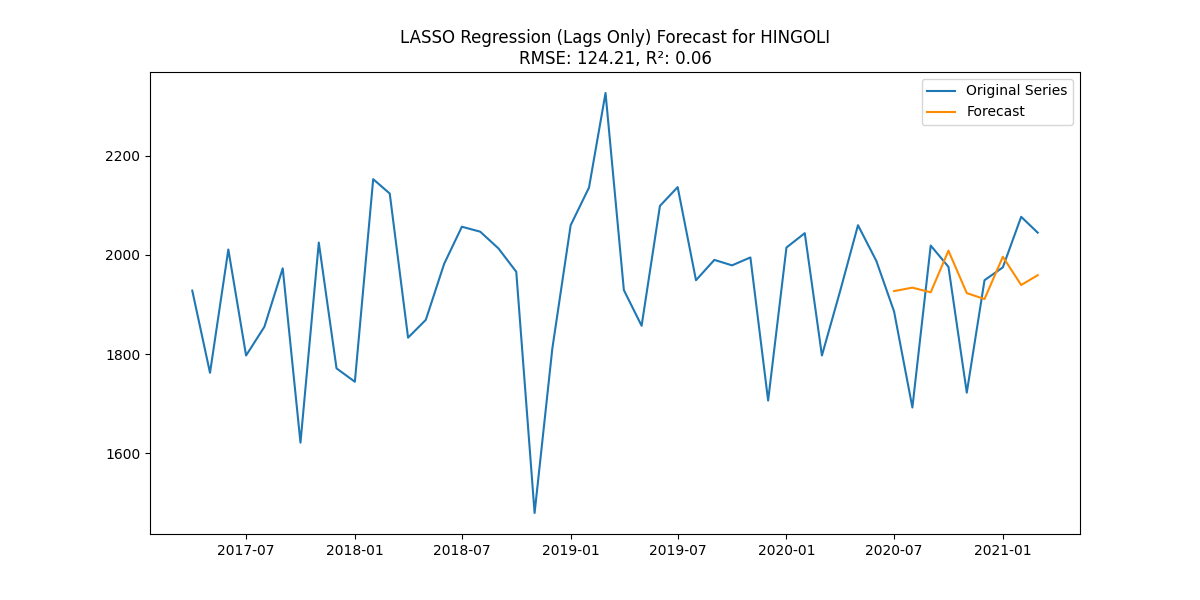 LASSO Regression (Lags Only) Forecast for HINGOLI
RMSE: 124.21, R²: 0.06
Original Series
Forecast
2200
2000
1800
1600
2017-07 2018-01 2018-07 2019-01 2019-07 2020-01 2020-07 2021-01